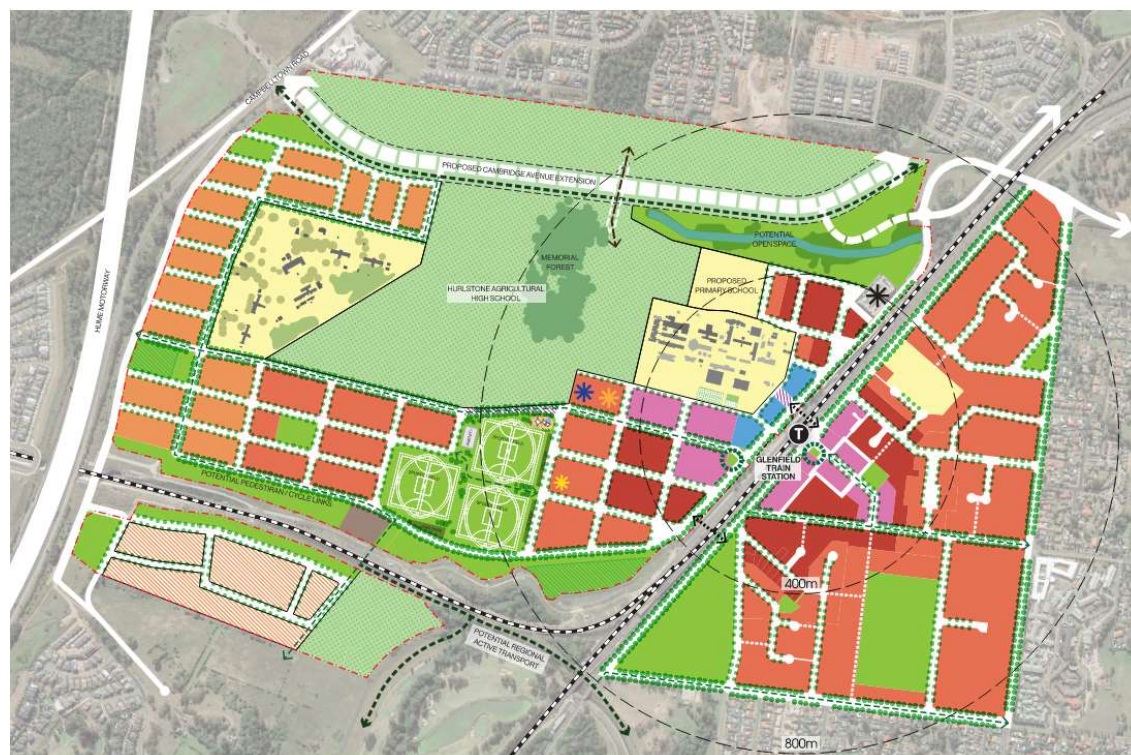 CAMPBELLTOWN ROAD
PROPOSED CAMBRIDGE AVENUE EXTENSION
POTENTIAL
OPEN SPACE
MEMORIAL
FOREST
HURLSTONE AGRICULTURAL
HIGH SCHOOL
PROPOSED
PRIMARY SCHOOL
HUME MOTORWAY
T
GLENFIELD
TRAIN
STATION
POTENTIAL PEDESTIRAN / CYCLE LINKS
400m
POTENTIAL REGIONAL
ACTIVE TRANSPORT
800m